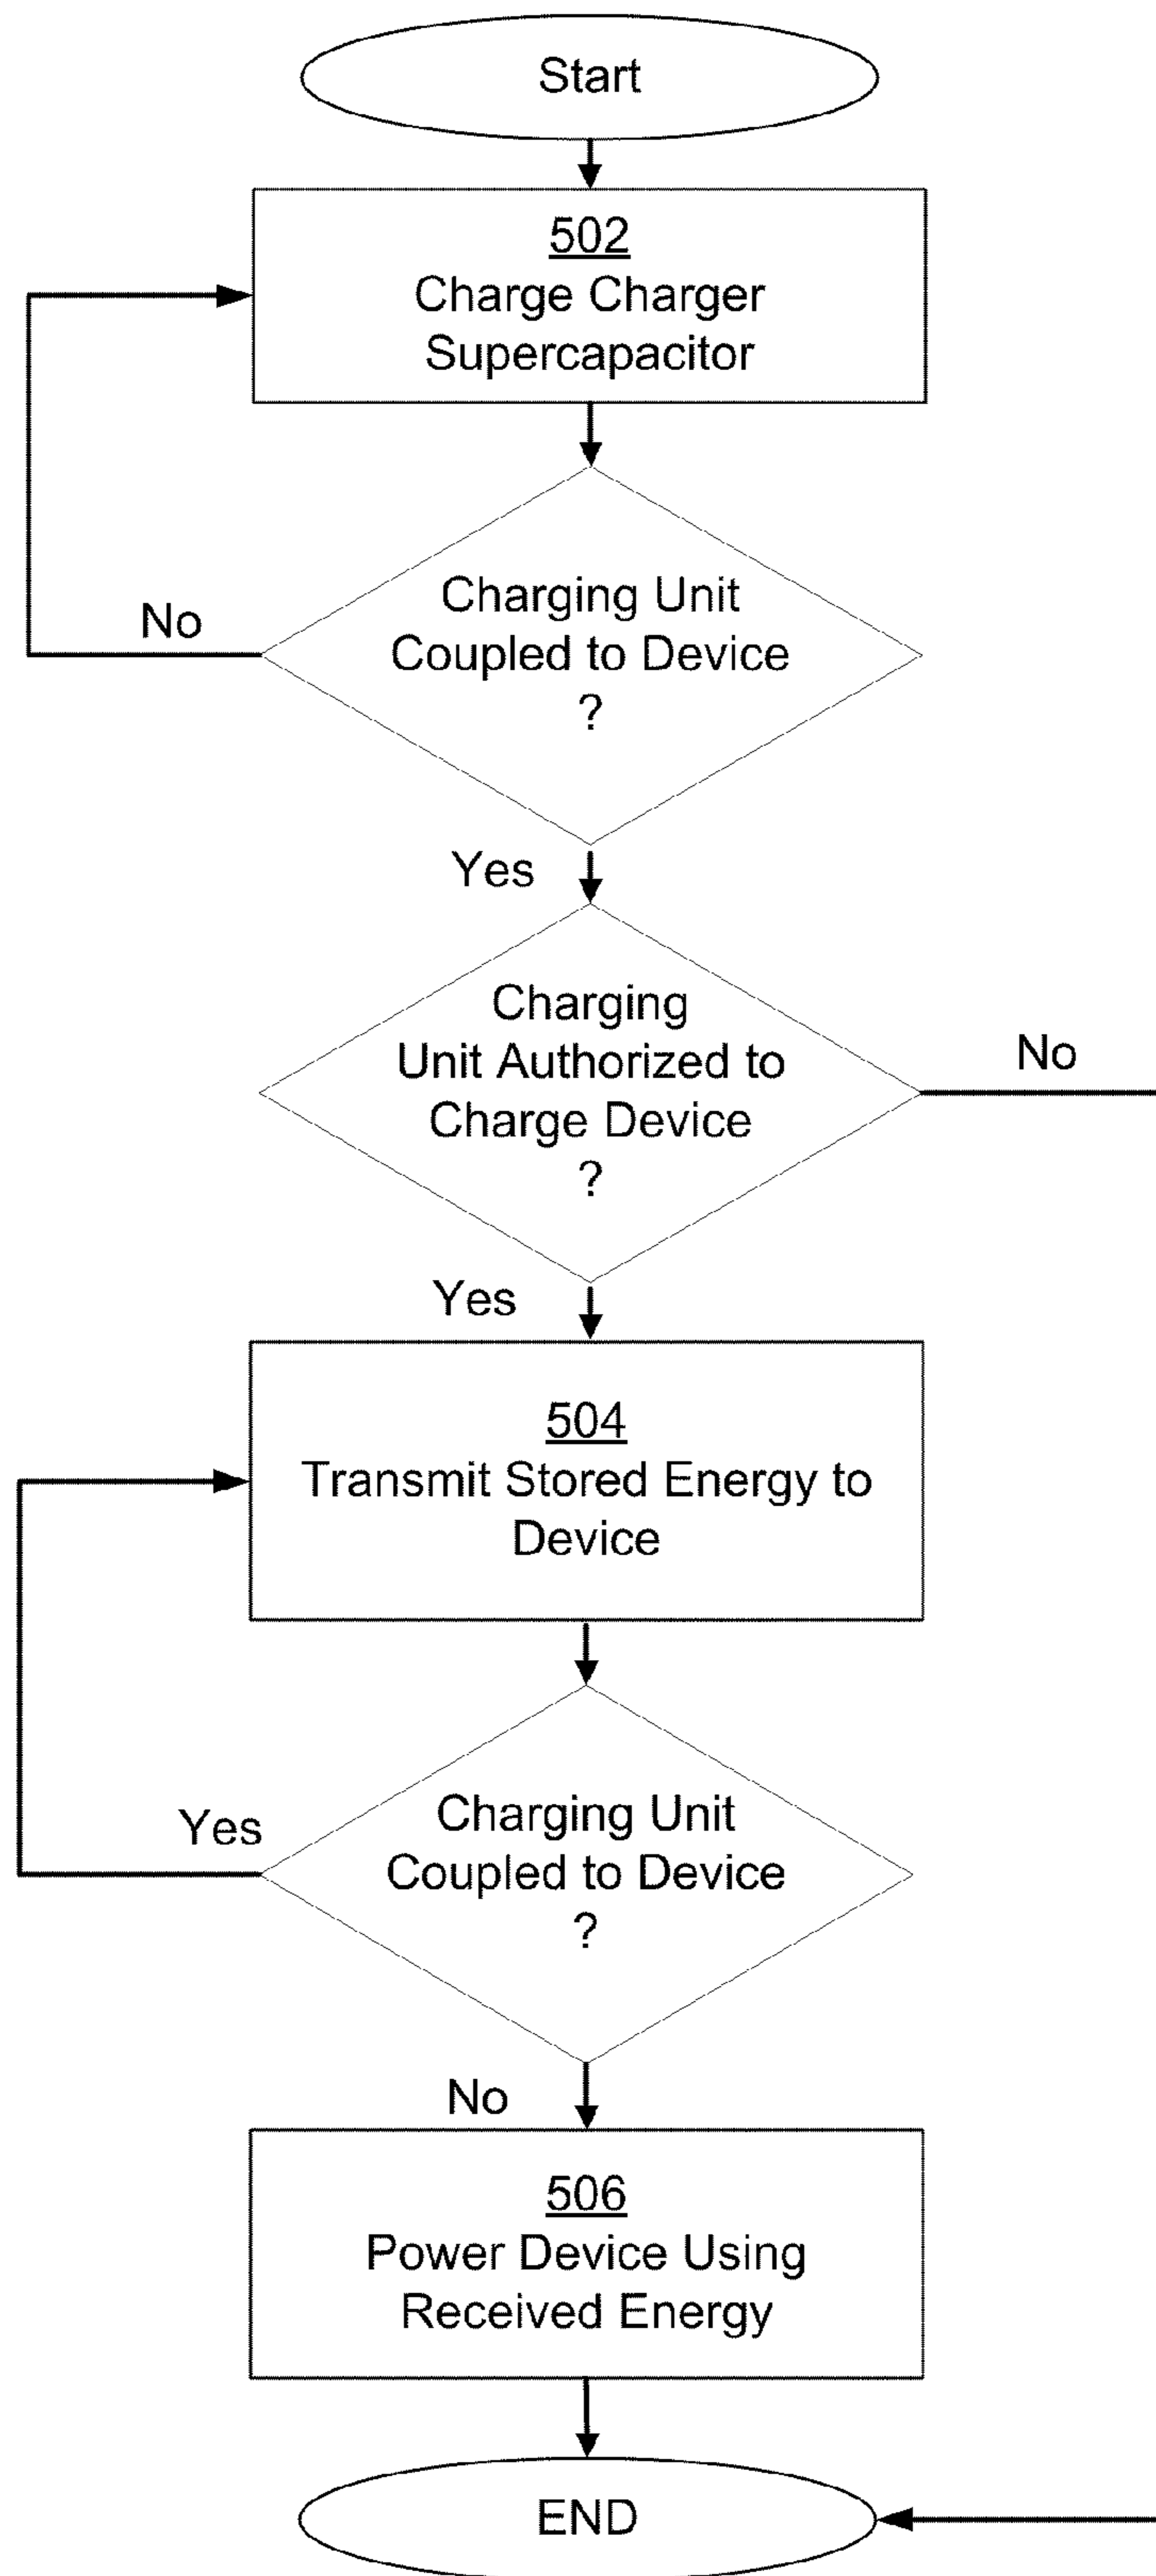 Start
502
Charge Charger
Supercapacitor
Charging Unit
Coupled to Device
?
No
Yes
Charging
Unit Authorized to
Charge Device
?
No
Yes
504
Transmit Stored Energy to
Device
Charging Unit
Coupled to Device
?
Yes
No
506
Power Device Using
Received Energy
END